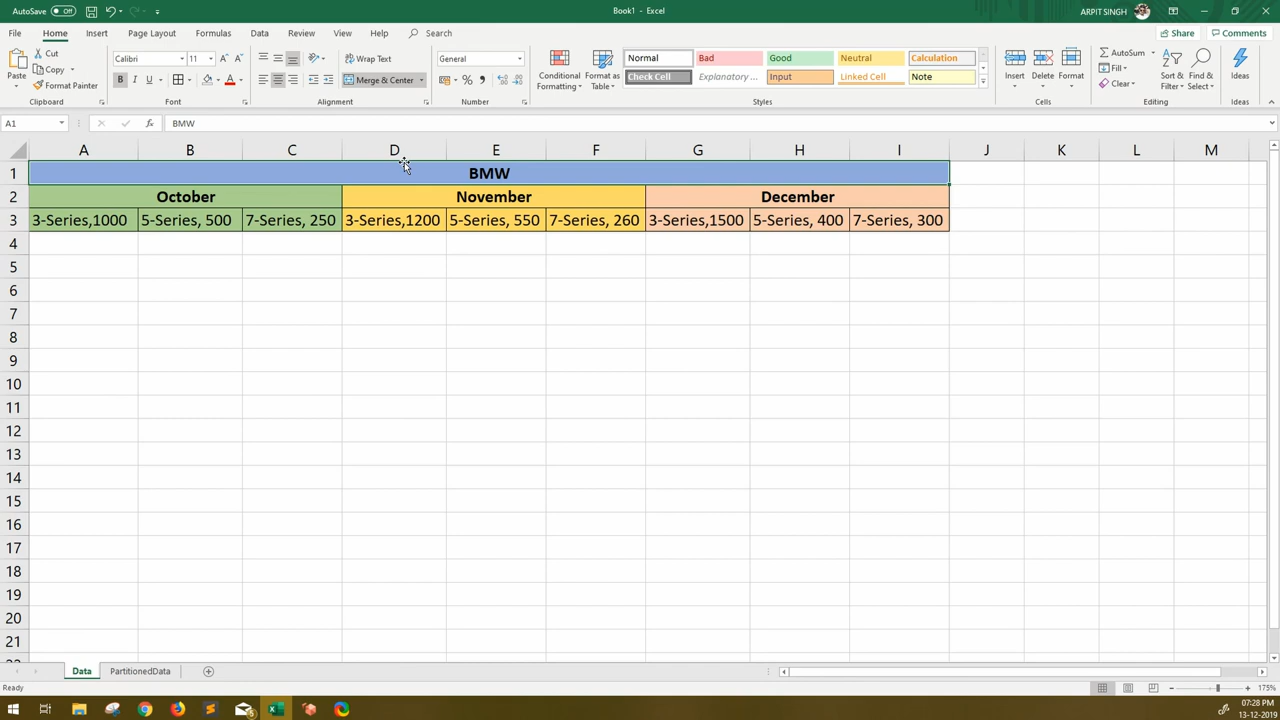 AutoSave Off Book1 - Excel ARPIT SINGH
File Home Insert Page Layout Formulas Data Review View Help Search Share Comments
Paste Cut Copy Format Painter
Calibri 11 A A
B I U
Wrap Text
Merge & Center
General
% ,
Conditional Formatting Format as Table
Normal Bad Good Neutral Calculation
Check Cell Explanatory ... Input Linked Cell Note
Insert Delete Format
AutoSum
Fill
Clear
Sort & Filter Find & Select
Ideas
Clipboard Font Alignment Number Styles Cells Editing Ideas
A1 fx BMW
A B C D E F G H I J K L M
1 BMW
2 October November December
3 3-Series,1000 5-Series, 500 7-Series, 250 3-Series,1200 5-Series, 550 7-Series, 260 3-Series,1500 5-Series, 400 7-Series, 300
4
5
6
7
8
9
10
11
12
13
14
15
16
17
18
19
20
21
Data PartitionedData
Ready 175%
07:28 PM
13-12-2019